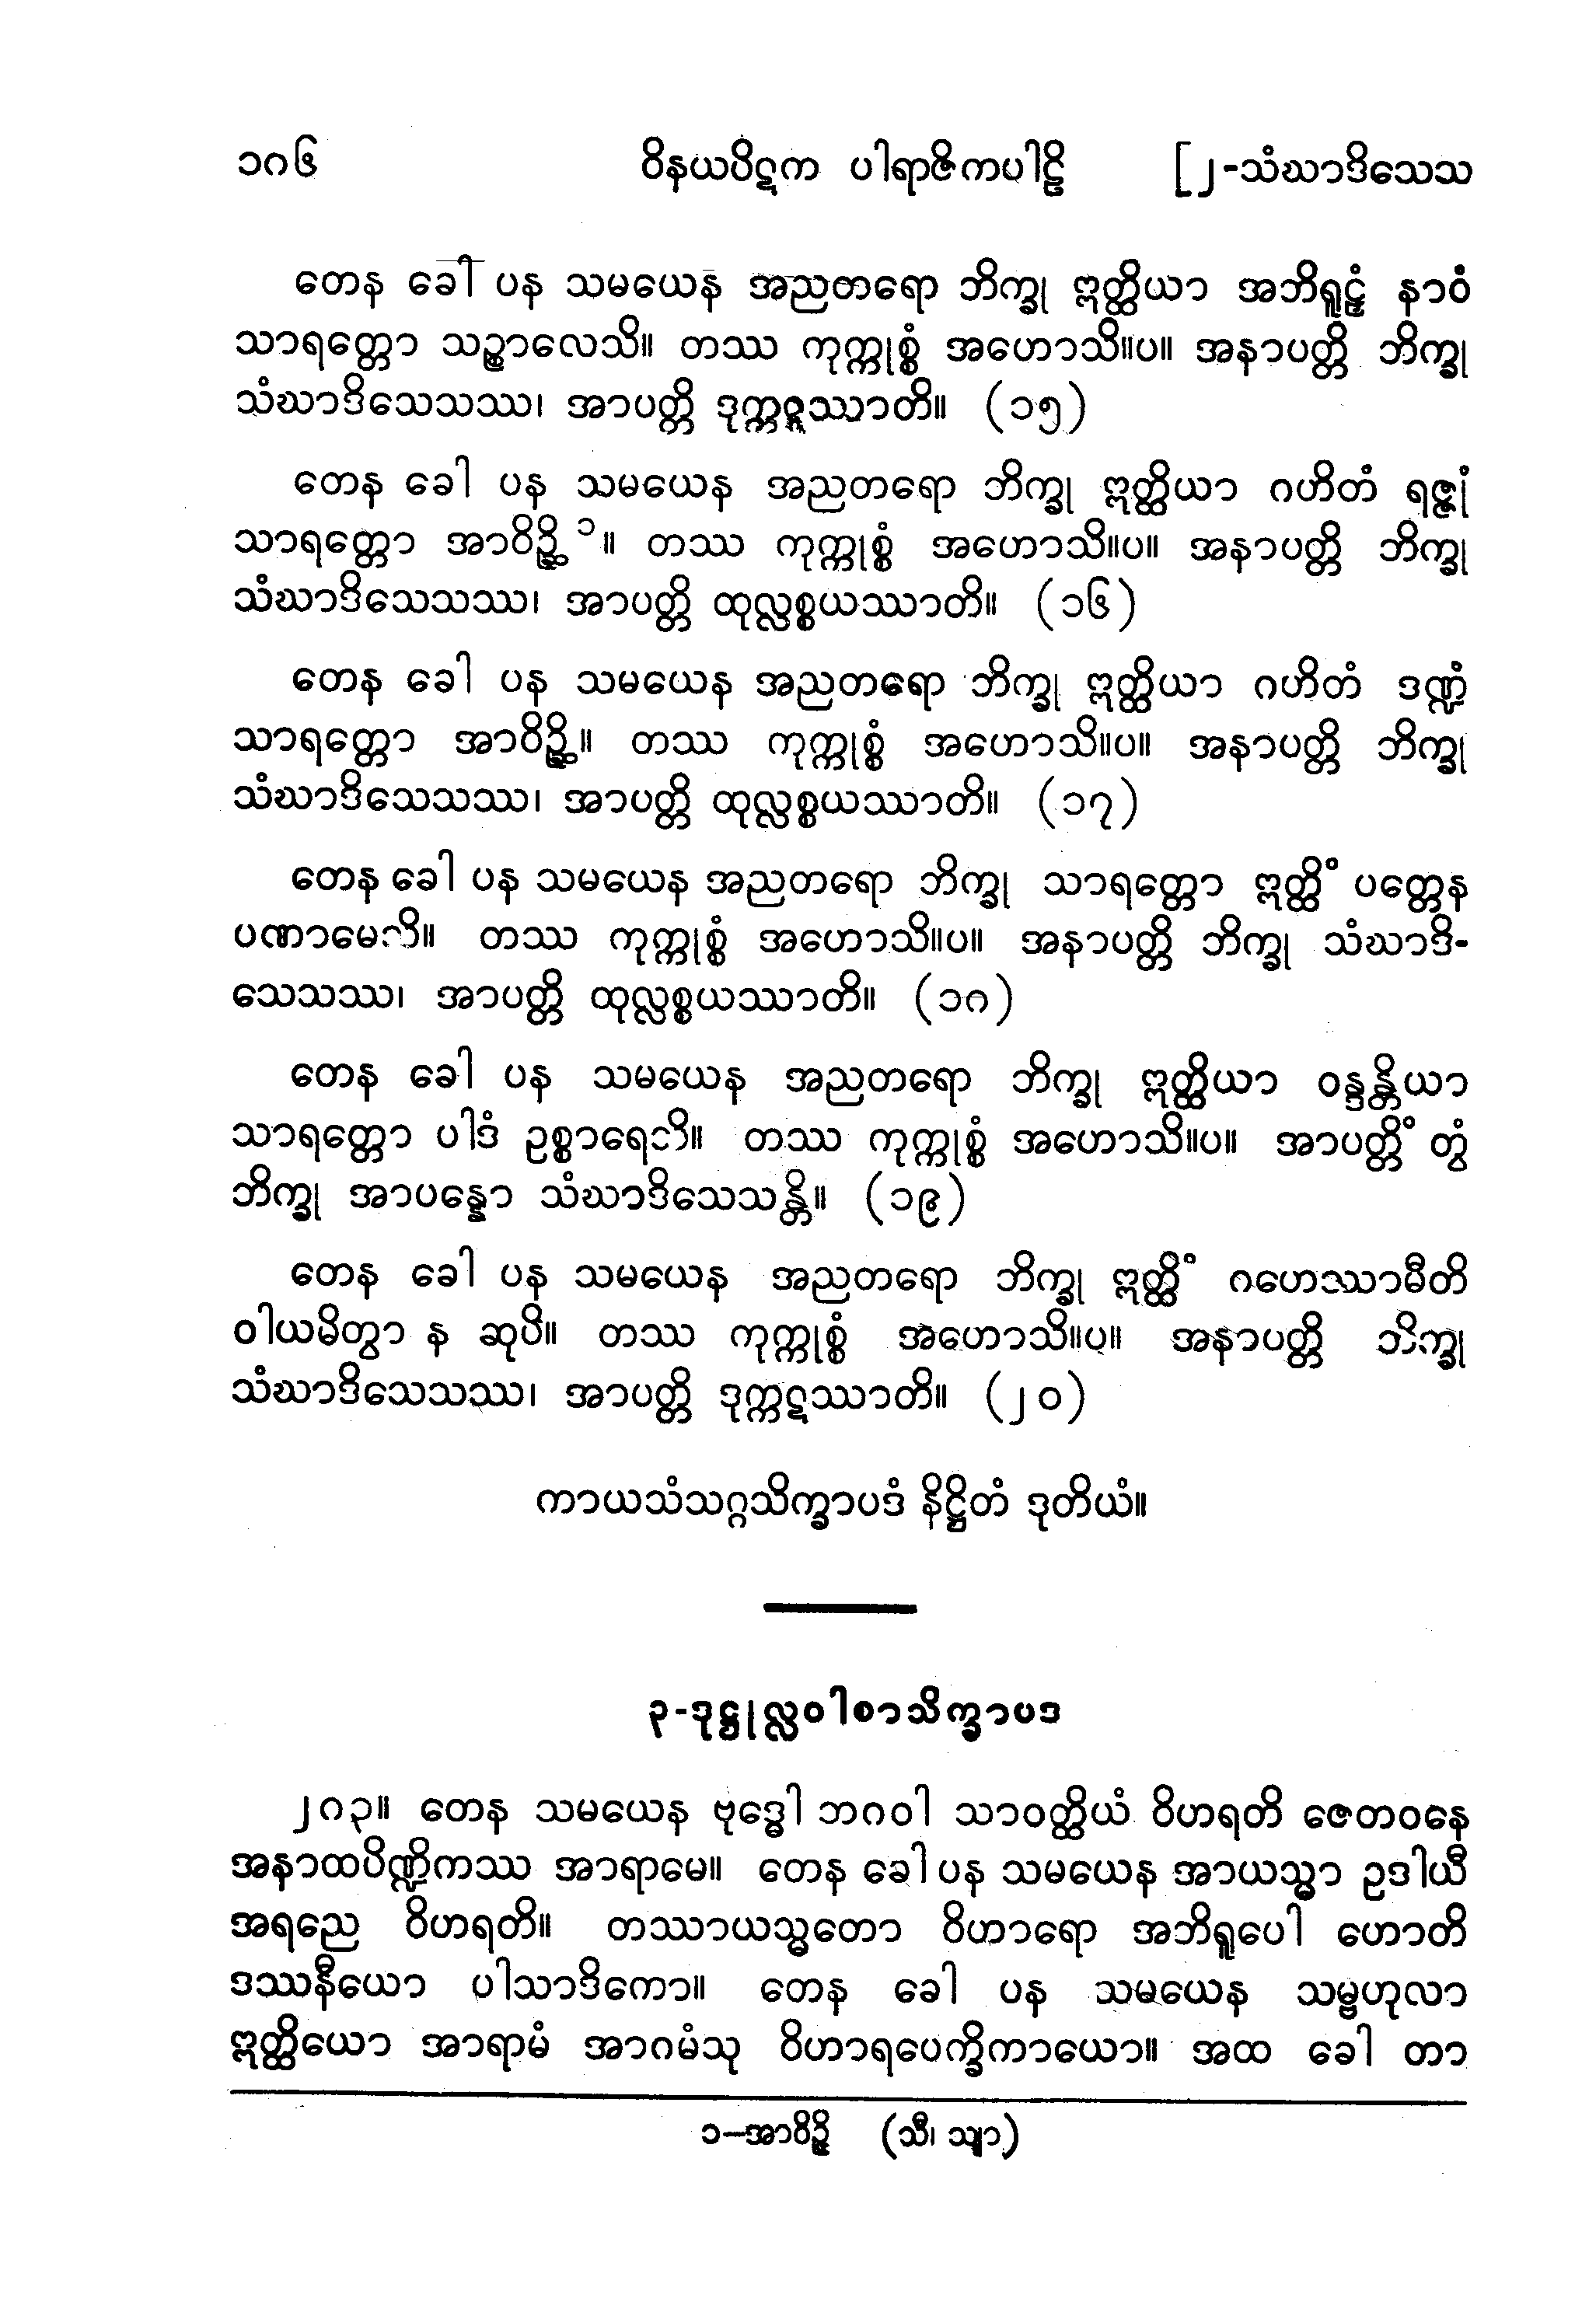 ၁၈၆ ဝိနယပိဋက ပါရာဇိကပါဠိ [၂-သံဃာဒိသေသ
တေန ခေါ ပန သမယေန အညတရော ဘိက္ခု ဣတ္ထိယာ အဘိရူဠှံ နာဝံ
သာရတ္တော သဉ္စာလေသိ။ တဿ ကုက္ကုစ္စံ အဟောသိ။ပ။ အနာပတ္တိ ဘိက္ခု
သံဃာဒိသေသဿ၊ အာပတ္တိ ဒုက္ကဋဿာတိ။ (၁၅)
တေန ခေါ ပန သမယေန အညတရော ဘိက္ခု ဣတ္ထိယာ ဂဟိတံ ရဇ္ဇုံ
သာရတ္တော အာဝိဉ္ဆိ ၁။ တဿ ကုက္ကုစ္စံ အဟောသိ။ပ။ အနာပတ္တိ ဘိက္ခု
သံဃာဒိသေသဿ၊ အာပတ္တိ ထုလ္လစ္စယဿာတိ။ (၁၆)
တေန ခေါ ပန သမယေန အညတရော ဘိက္ခု ဣတ္ထိယာ ဂဟိတံ ဒဏ္ဍံ
သာရတ္တော အာဝိဉ္ဆိ။ တဿ ကုက္ကုစ္စံ အဟောသိ။ပ။ အနာပတ္တိ ဘိက္ခု
သံဃာဒိသေသဿ၊ အာပတ္တိ ထုလ္လစ္စယဿာတိ။ (၁၇)
တေန ခေါ ပန သမယေန အညတရော ဘိက္ခု သာရတ္တော ဣတ္ထိံ ပတ္တေန
ပဏာမေသိ။ တဿ ကုက္ကုစ္စံ အဟောသိ။ပ။ အနာပတ္တိ ဘိက္ခု သံဃာဒိ-
သေသဿ၊ အာပတ္တိ ထုလ္လစ္စယဿာတိ။ (၁၈)
တေန ခေါ ပန သမယေန အညတရော ဘိက္ခု ဣတ္ထိယာ ဝန္ဒန္တိယာ
သာရတ္တော ပါဒံ ဥစ္စာရေသိ။ တဿ ကုက္ကုစ္စံ အဟောသိ။ပ။ အာပတ္တိံ တွံ
ဘိက္ခု အာပန္နော သံဃာဒိသေသန္တိ။ (၁၉)
တေန ခေါ ပန သမယေန အညတရော ဘိက္ခု ဣတ္ထိံ ဂဟေဿာမီတိ
ဝါယမိတွာ န ဆုပိ။ တဿ ကုက္ကုစ္စံ အဟောသိ။ပ။ အနာပတ္တိ ဘိက္ခု
သံဃာဒိသေသဿ၊ အာပတ္တိ ဒုက္ကဋဿာတိ။ (၂၀)
ကာယသံသဂ္ဂသိက္ခာပဒံ နိဋ္ဌိတံ ဒုတိယံ။
၃-ဒုဋ္ဌုလ္လဝါစာသိက္ခာပဒ
၂၈၃။ တေန သမယေန ဗုဒ္ဓေါ ဘဂဝါ သာဝတ္ထိယံ ဝိဟရတိ ဇေတဝနေ
အနာထပိဏ္ဍိကဿ အာရာမေ။ တေန ခေါ ပန သမယေန အာယသ္မာ ဥဒါယီ
အရညေ ဝိဟရတိ။ တဿာယသ္မတော ဝိဟာရော အဘိရူပေါ ဟောတိ
ဒဿနီယော ပါသာဒိကော။ တေန ခေါ ပန သမယေန သမ္ဗဟုလာ
ဣတ္ထိယော အာရာမံ အာဂမံသု ဝိဟာရပေက္ခိကာယော။ အထ ခေါ တာ
၁–အာဝိဉ္ဇိ (သီ၊ သျာ)